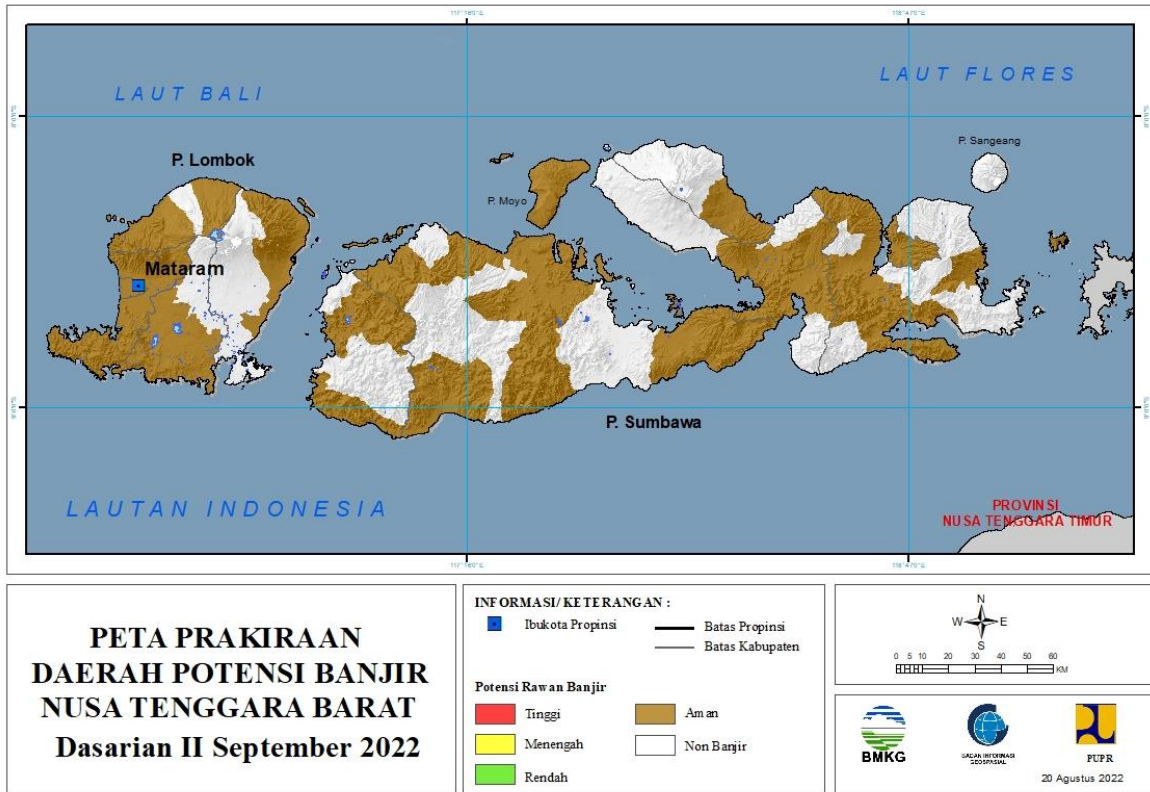 LAUT BALI
LAUT FLORES
P. Lombok
P. Moyo
P. Sangeang
Mataram
P. Sumbawa
LAUTAN INDONESIA
PROVINSI
NUSA TENGGARA TIMUR
PETA PRAKIRAAN
DAERAH POTENSI BANJIR
NUSA TENGGARA BARAT
Dasarian II September 2022
INFORMASI/ KETERANGAN :
Ibukota Propinsi
Batas Propinsi
Batas Kabupaten
Potensi Rawan Banjir
Tinggi
Aman
Menengah
Non Banjir
Rendah
N
W
E
S
0 5 10 20 30 40 50 60
KM
BMKG
BADAN INFORMASI
GEOSPASIAL
PUPR
20 Agustus 2022